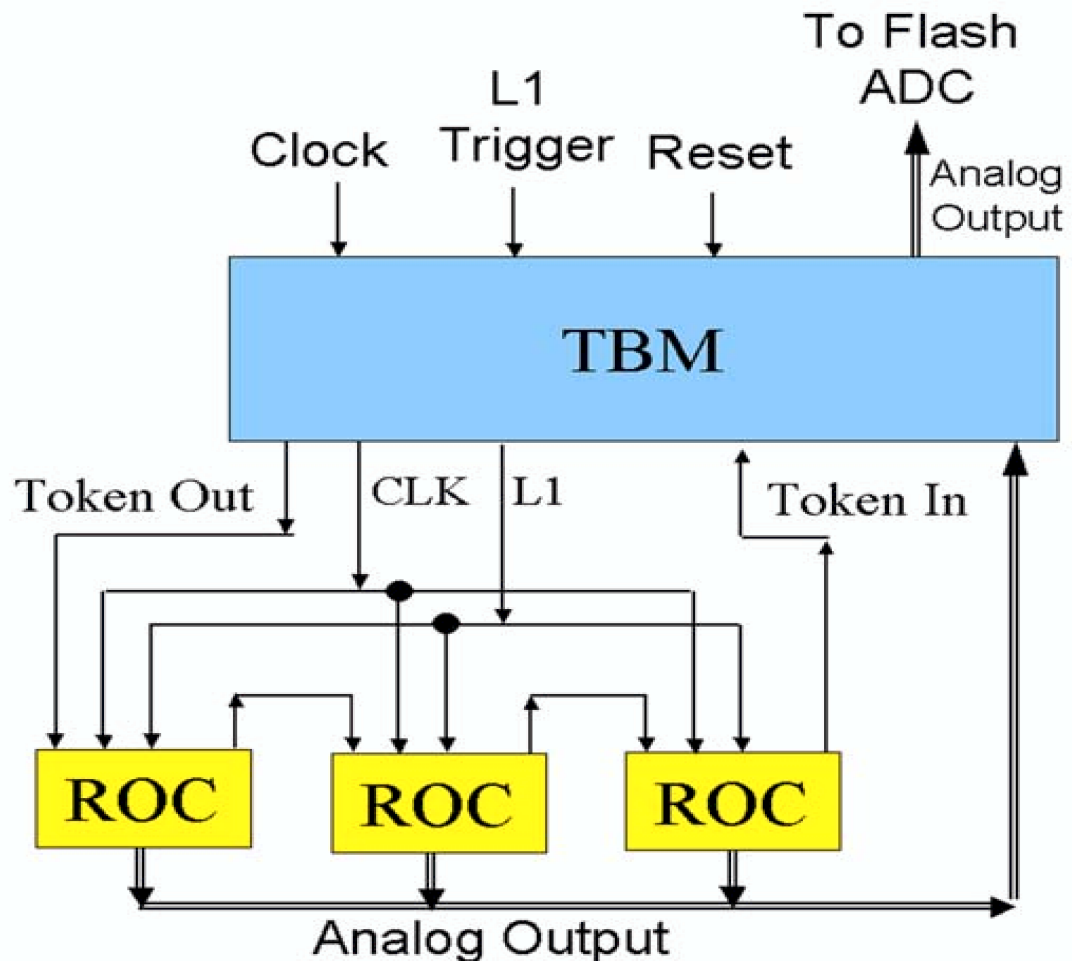 To Flash
ADC
L1
Trigger
Clock
Reset
Analog
Output
TBM
Token Out
CLK
L1
Token In
ROC
ROC
ROC
Analog Output